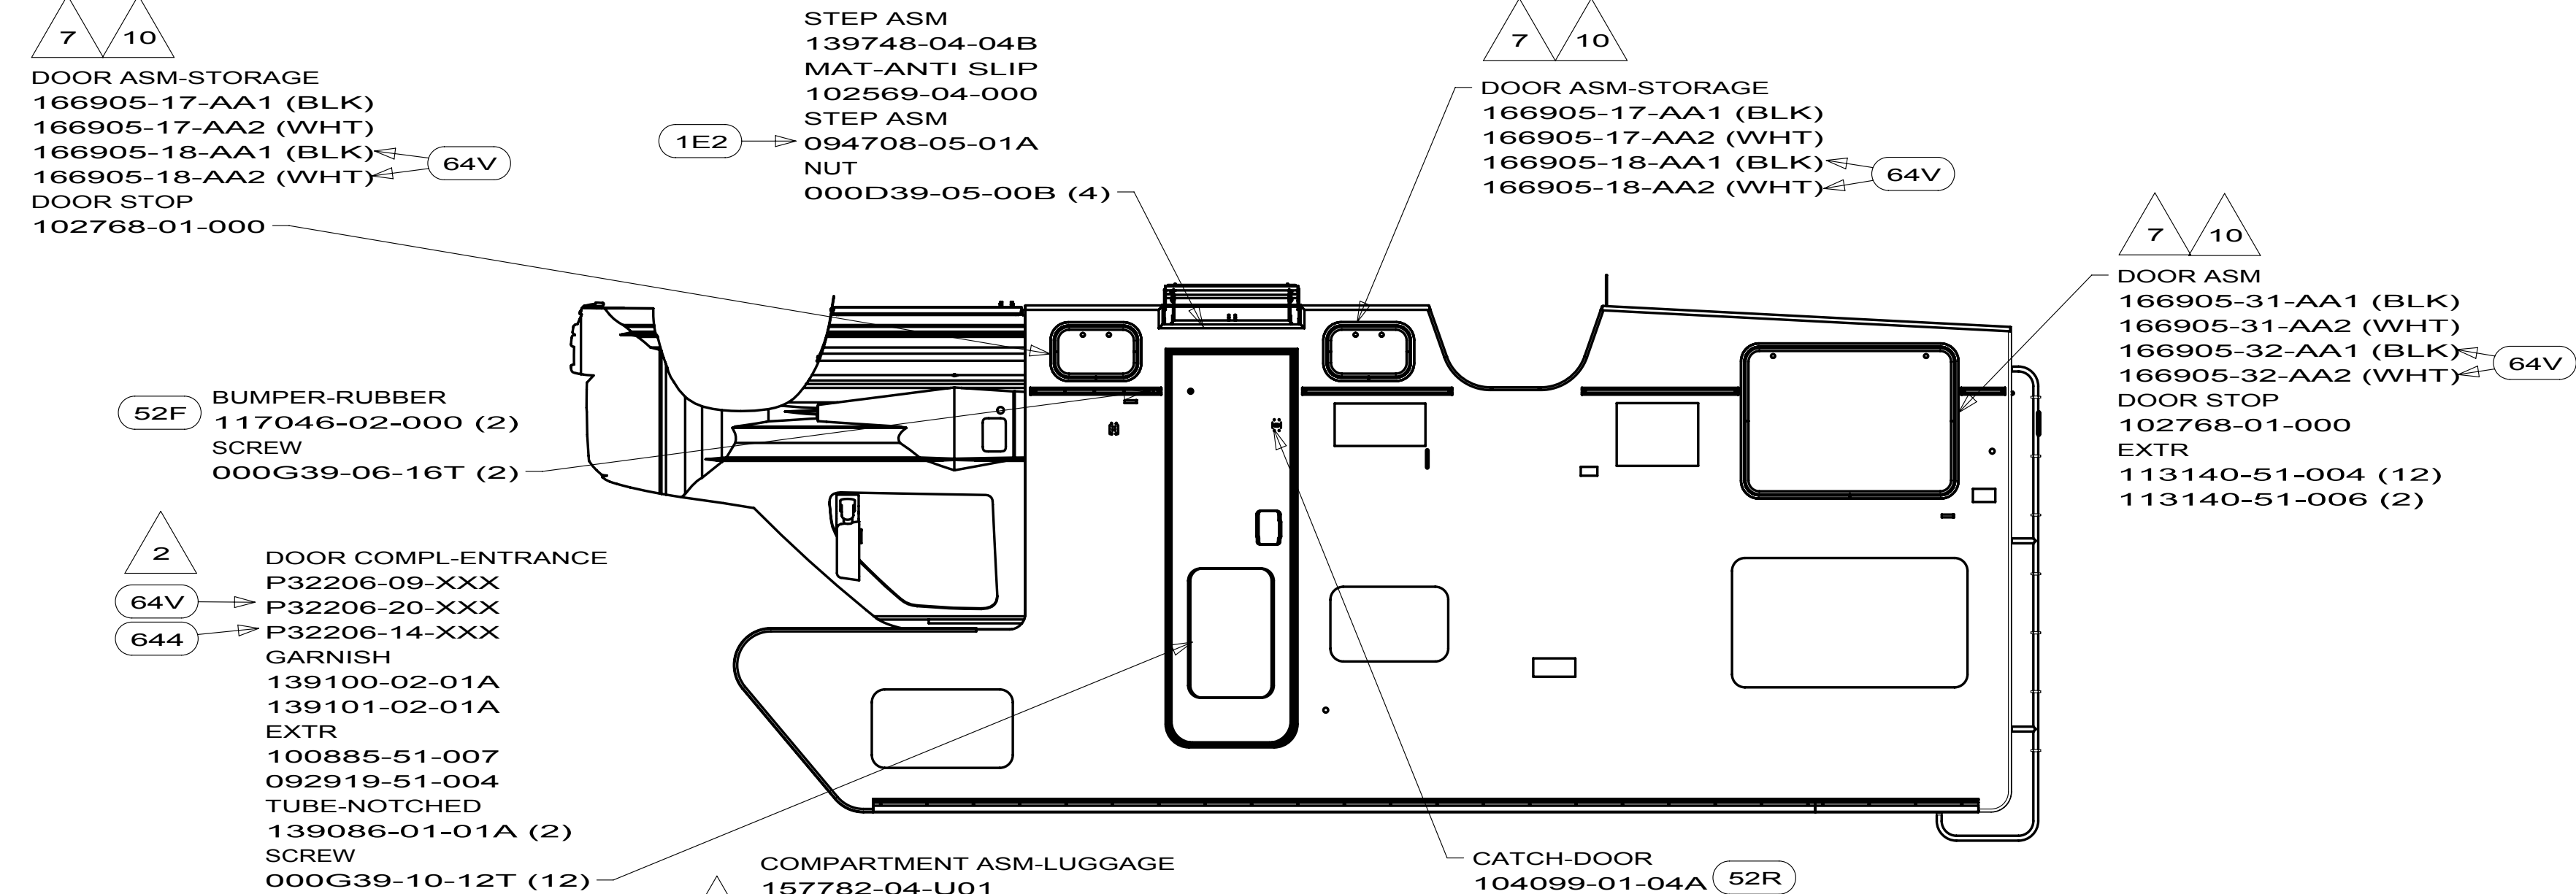 7
10
DOOR ASM-STORAGE
166905-17-AA1 (BLK)
166905-17-AA2 (WHT)
166905-18-AA1 (BLK)
166905-18-AA2 (WHT)
64V
DOOR STOP
102768-01-000
STEP ASM
139748-04-04B
MAT-ANTI SLIP
102569-04-000
STEP ASM
1E2
094708-05-01A
NUT
000D39-05-00B (4)
7
10
DOOR ASM-STORAGE
166905-17-AA1 (BLK)
166905-17-AA2 (WHT)
166905-18-AA1 (BLK)
166905-18-AA2 (WHT)
64V
7
10
DOOR ASM
166905-31-AA1 (BLK)
166905-31-AA2 (WHT)
166905-32-AA1 (BLK)
166905-32-AA2 (WHT)
64V
DOOR STOP
102768-01-000
EXTR
113140-51-004 (12)
113140-51-006 (2)
52F
BUMPER-RUBBER
117046-02-000 (2)
SCREW
000G39-06-16T (2)
2
DOOR COMPL-ENTRANCE
P32206-09-XXX
64V
P32206-20-XXX
644
P32206-14-XXX
GARNISH
139100-02-01A
139101-02-01A
EXTR
100885-51-007
092919-51-004
TUBE-NOTCHED
139086-01-01A (2)
SCREW
000G39-10-12T (12)
COMPARTMENT ASM-LUGGAGE
157782-04-U01
CATCH-DOOR
104099-01-04A
52R